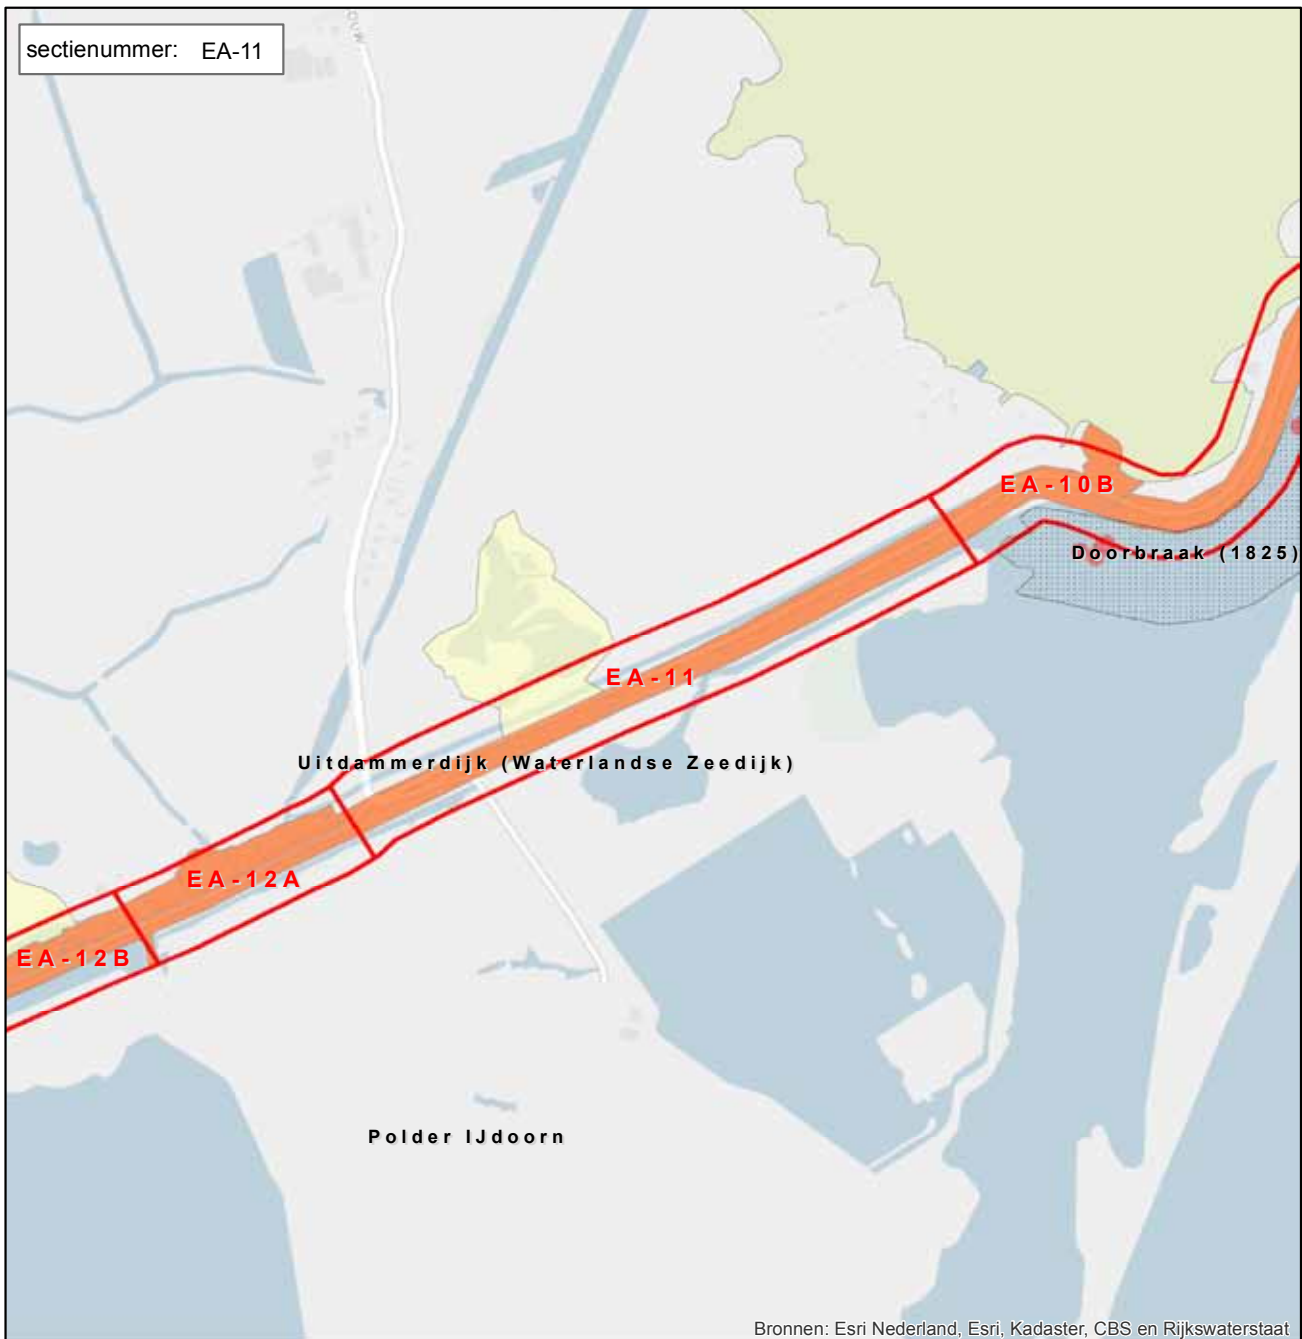 sectienummer: EA-11
EA-10B
Doorbraak (1825)
EA-11
Uitdammerdijk (Waterlandse Zeedijk)
EA-12A
EA-12B
Polder IJdoorn
Bronnen: Esri Nederland, Esri, Kadaster, CBS en Rijkswaterstaat